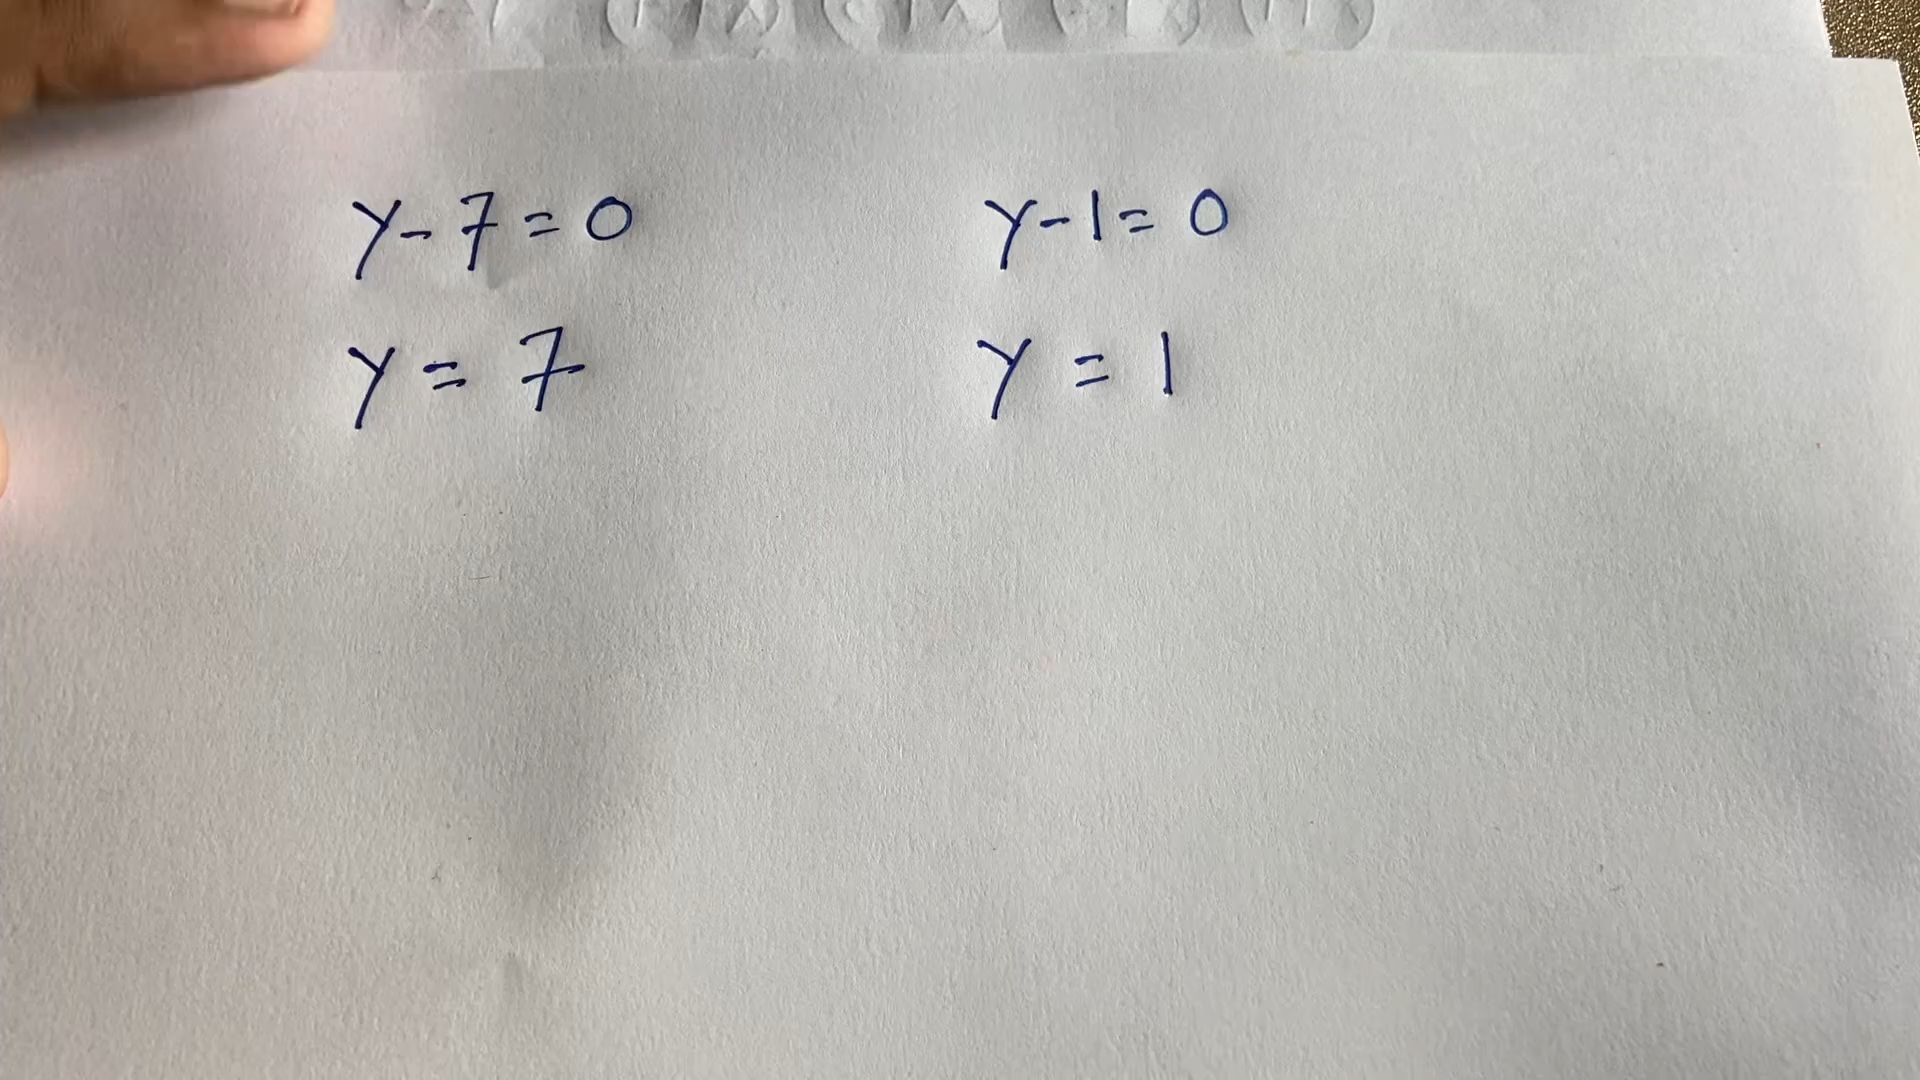 y - 7 = 0
y = 7
y - 1 = 0
y = 1